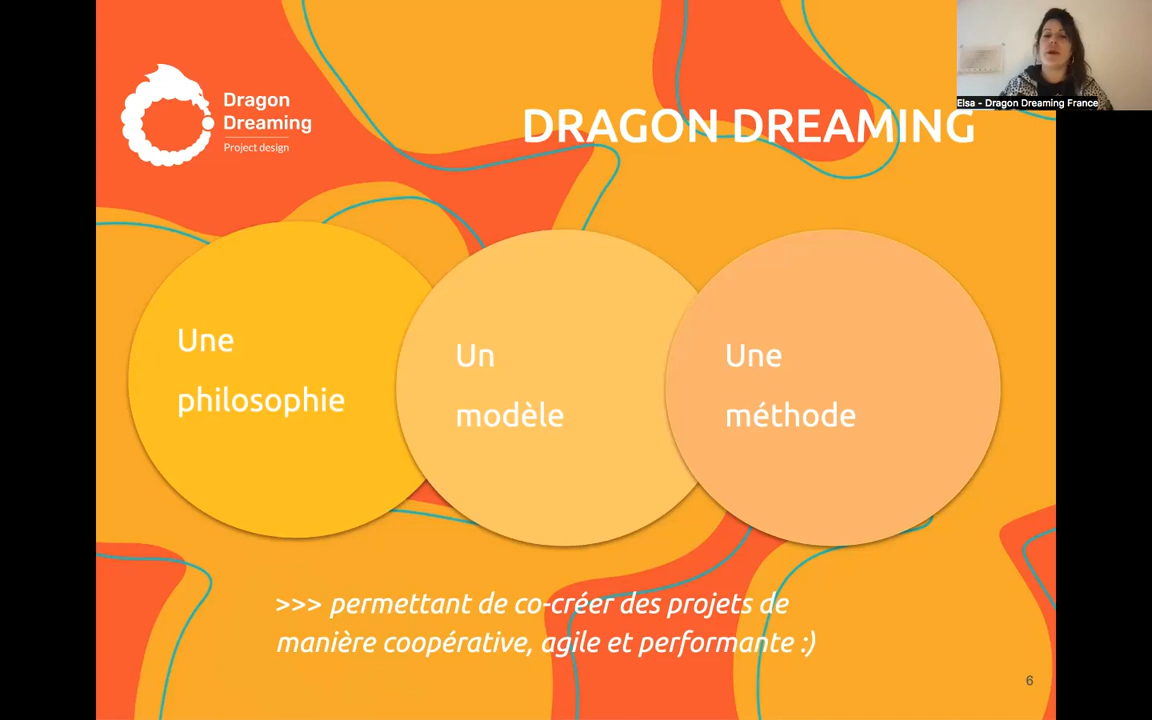 Dragon
Dreaming
Project design
DRAGON DREAMING
Elsa - Dragon Dreaming France
Une
philosophie
Un
modèle
Une
méthode
>>> permettant de co-créer des projets de
manière coopérative, agile et performante :)
6